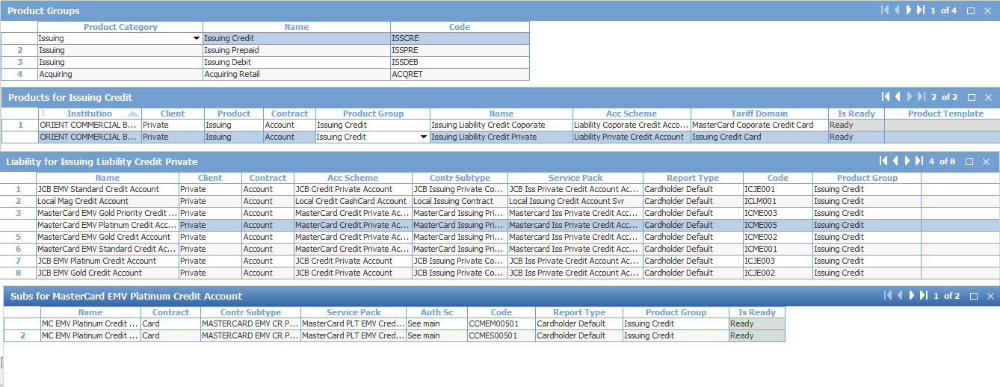 Product Groups 1 of 4
Product Category Name Code
Issuing Issuing Credit ISSCRE
2 Issuing Issuing Prepaid ISSPRE
3 Issuing Issuing Debit ISSDEB
4 Acquiring Acquiring Retail ACQRET
Products for Issuing Credit 2 of 2
1 Institution Client Product Contract Product Group Name Acc Scheme Tariff Domain Is Ready Product Template
1 ORIENT COMMERCIAL B... Private Issuing Account Issuing Credit Issuing Liability Credit Coporate Liability Coporate Credit Acco... MasterCard Coporate Credit Card Ready
ORIENT COMMERCIAL B... Private Issuing Account Issuing Credit Issuing Liability Credit Private Liability Private Credit Account Issuing Credit Card Ready
Liability for Issuing Liability Credit Private 4 of 8
Name Client Contract Acc Scheme Contr Subtype Service Pack Report Type Code Product Group
1 JCB EMV Standard Credit Account Private Account JCB Credit Private Account JCB Issuing Private Co... JCB Iss Private Credit Account Ac... Cardholder Default ICJE001 Issuing Credit
2 Local Mag Credit Account Private Account Local Credit CashCard Account Local Issuing Contract Local Issuing Credit Account Svr Cardholder Default ICLM001 Issuing Credit
3 MasterCard EMV Gold Priority Credit ... Private Account MasterCard Credit Private Ac... MasterCard Issuing Pri... Mastercard Iss Private Credit Ac... Cardholder Default ICME003 Issuing Credit
MasterCard EMV Platinum Credit Acc... Private Account MasterCard Credit Private Ac... MasterCard Issuing Pri... Mastercard Iss Private Credit Ac... Cardholder Default ICME005 Issuing Credit
5 MasterCard EMV Gold Credit Account Private Account MasterCard Credit Private Ac... MasterCard Issuing Pri... Mastercard Iss Private Credit Ac... Cardholder Default ICME002 Issuing Credit
6 MasterCard EMV Standard Credit Ac... Private Account MasterCard Credit Private Ac... MasterCard Issuing Pri... Mastercard Iss Private Credit Ac... Cardholder Default ICME001 Issuing Credit
7 JCB EMV Platinum Credit Account Private Account JCB Credit Private Account JCB Issuing Private Co... JCB Iss Private Credit Account Ac... Cardholder Default ICJE003 Issuing Credit
8 JCB EMV Gold Credit Account Private Account JCB Credit Private Account JCB Issuing Private Co... JCB Iss Private Credit Account Ac... Cardholder Default ICJE002 Issuing Credit
Subs for MasterCard EMV Platinum Credit Account 1 of 2
Name Contract Contr Subtype Service Pack Auth Sc Code Report Type Product Group Is Ready
MC EMV Platinum Credit ... Card MASTERCARD EMV CR P... MasterCard PLT EMV Cred... See main CCMEM00501 Cardholder Default Issuing Credit Ready
2 MC EMV Platinum Credit ... Card MASTERCARD EMV CR P... MasterCard PLT EMV Cred... See main CCMES00501 Cardholder Default Issuing Credit Ready